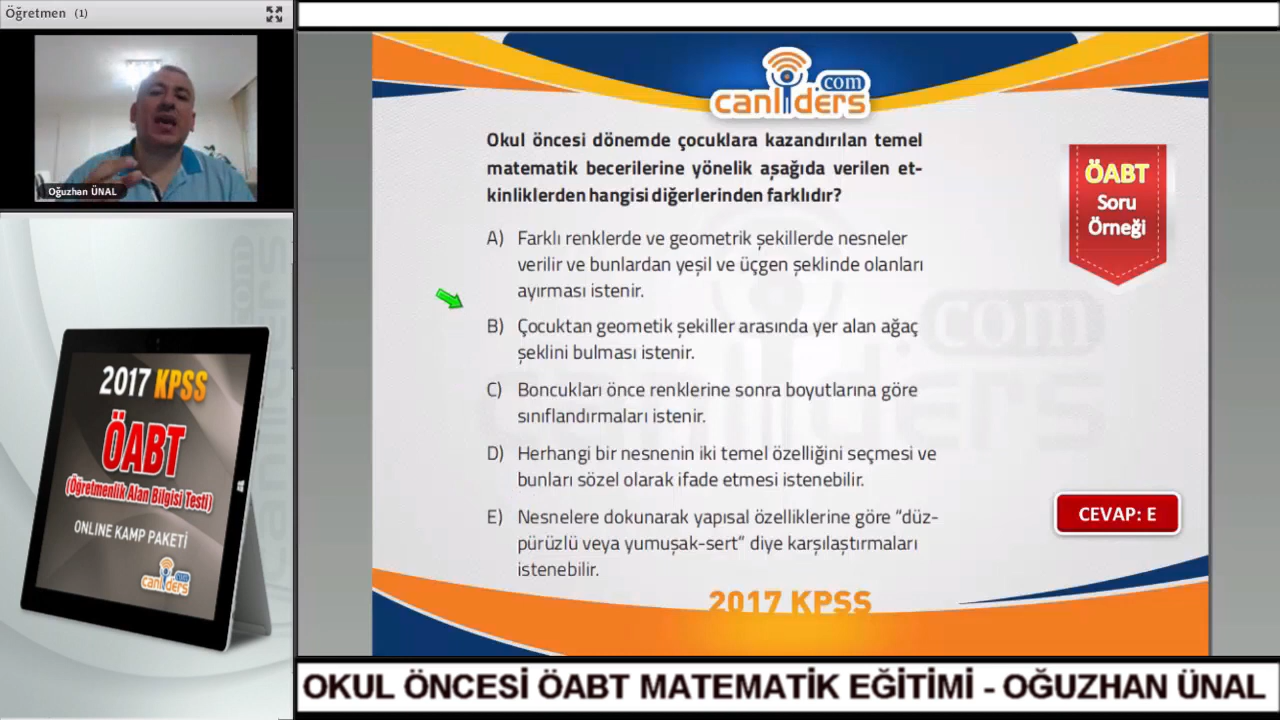 Öğretmen (1)
Oğuzhan ÜNAL
2017 KPSS
ÖABT
(Öğretmenlik Alan Bilgisi Testi)
ONLINE KAMP PAKETİ
canlıders
.com
.com
canlıders
Okul öncesi dönemde çocuklara kazandırılan temel
matematik becerilerine yönelik aşağıda verilen et-
kinliklerden hangisi diğerlerinden farklıdır?
A) Farklı renklerde ve geometrik şekillerde nesneler
verilir ve bunlardan yeşil ve üçgen şeklinde olanları
ayırması istenir.
B) Çocuktan geometik şekiller arasında yer alan ağaç
şeklini bulması istenir.
C) Boncukları önce renklerine sonra boyutlarına göre
sınıflandırmaları istenir.
D) Herhangi bir nesnenin iki temel özelliğini seçmesi ve
bunları sözel olarak ifade etmesi istenebilir.
E) Nesnelere dokunarak yapısal özelliklerine göre “düz-
pürüzlü veya yumuşak-sert” diye karşılaştırmaları
istenebilir.
ÖABT
Soru
Örneği
CEVAP: E
2017 KPSS
OKUL ÖNCESİ ÖABT MATEMATİK EĞİTİMİ - OĞUZHAN ÜNAL